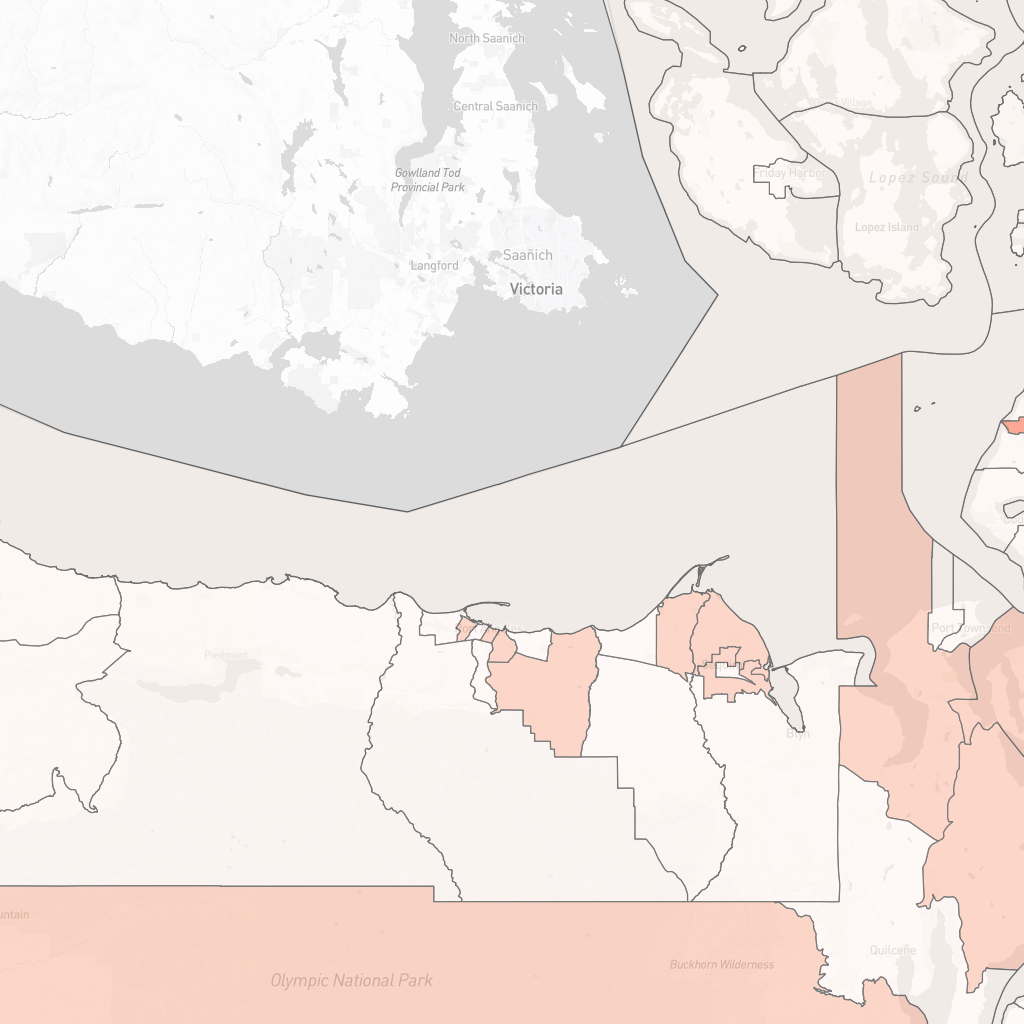 North Saanich
Central Saanich
Village
Gowlland Tod
Provincial Park
Friday Harbor
Lopez Sound
Lopez Island
Saanich
Langford
Victoria
Port Townsend
Piedmont
Blyn
Quilcene
Buckhorn Wilderness
Olympic National Park